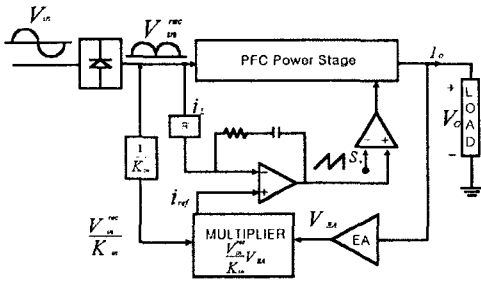 V_in
V_in^rec
PFC Power Stage
I_o
i_L
R
1
K_in
S_e
+
V_o
-
LOAD
-
+
-
+
i_ref
V_in^rec
K_in
MULTIPLIER
V_in^rec
K_in
V_EA
V_EA
EA